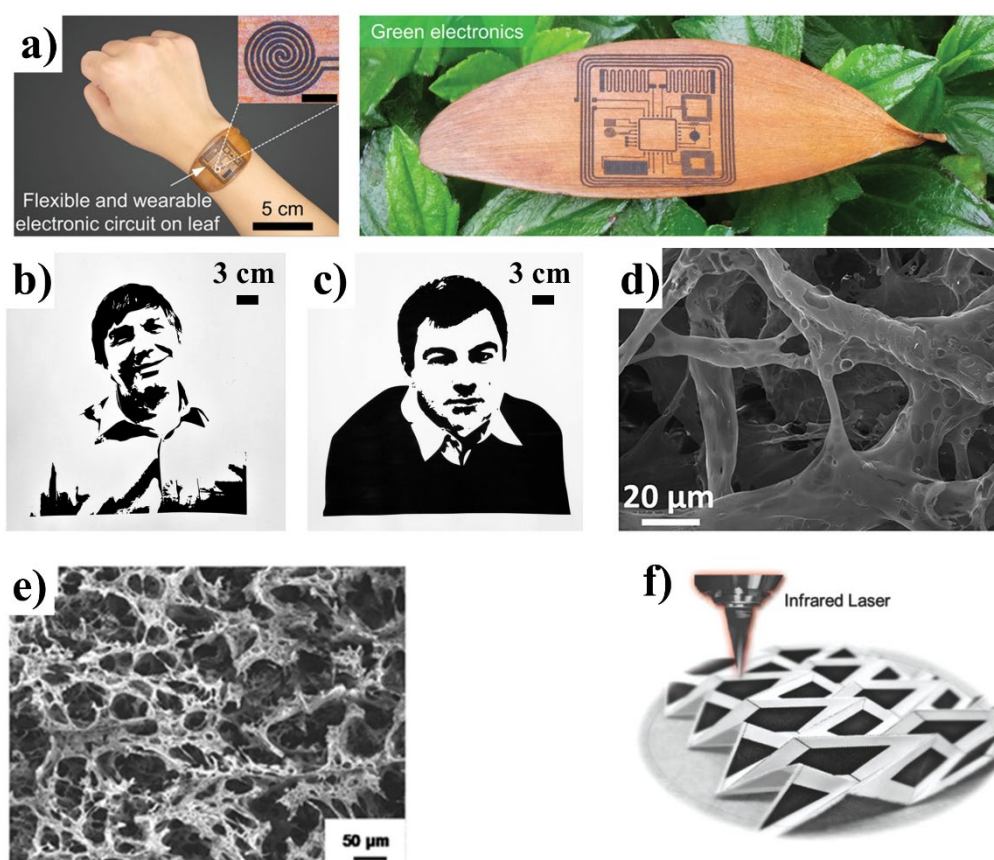 a)
Flexible and wearable
electronic circuit on leaf
5 cm
Green electronics
b)
3 cm
c)
3 cm
d)
20 µm
e)
50 µm
f)
Infrared Laser